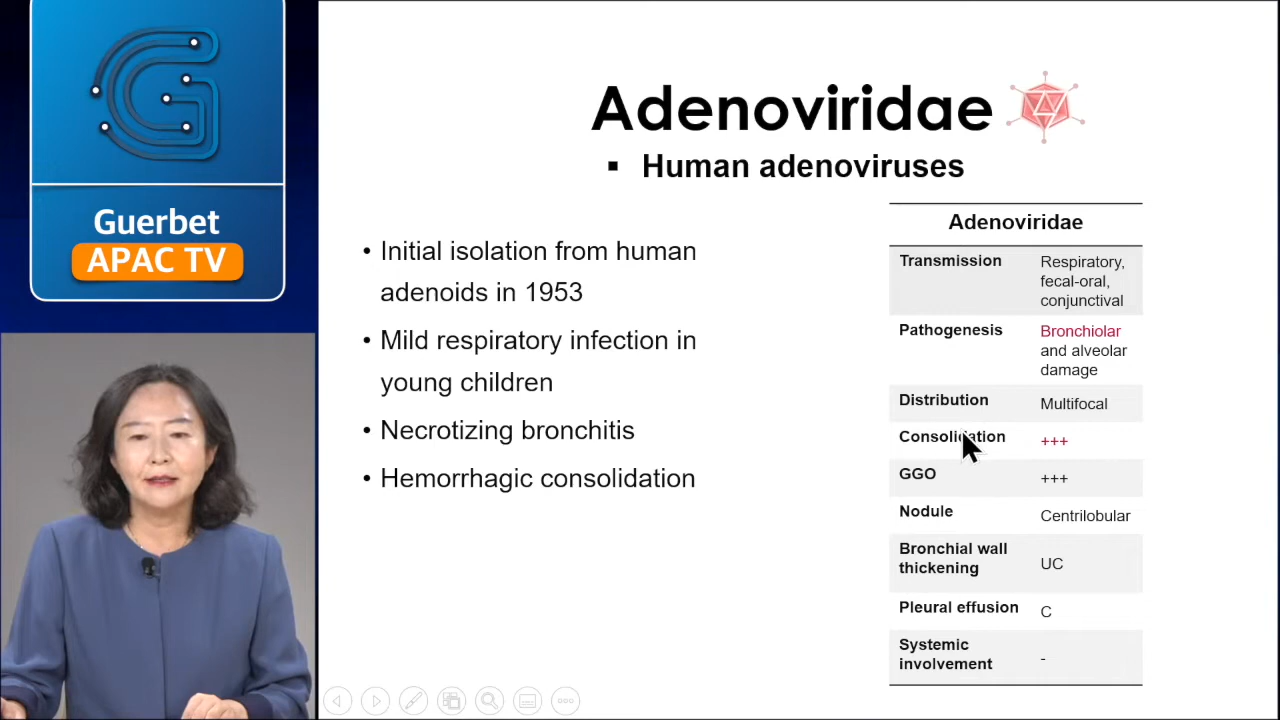 Guerbet
APAC TV
Adenoviridae
▪ Human adenoviruses
• Initial isolation from human
adenoids in 1953
• Mild respiratory infection in
young children
• Necrotizing bronchitis
• Hemorrhagic consolidation
Adenoviridae
Transmission
Respiratory,
fecal-oral,
conjunctival
Pathogenesis
Bronchiolar
and alveolar
damage
Distribution
Multifocal
Consolidation
+++
GGO
+++
Nodule
Centrilobular
Bronchial wall
thickening
UC
Pleural effusion
C
Systemic
involvement
-